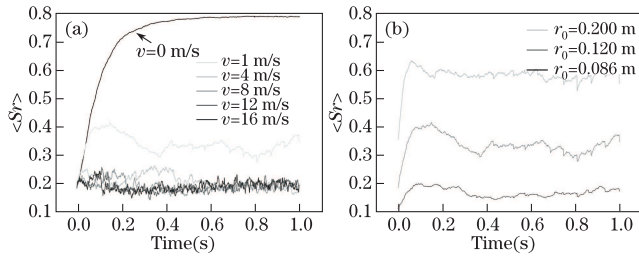 (a)
v=0 m/s
v=1 m/s
v=4 m/s
v=8 m/s
v=12 m/s
v=16 m/s
<Sr>
0.8
0.7
0.6
0.5
0.4
0.3
0.2
0.1
0.0 0.2 0.4 0.6 0.8 1.0
Time(s)
(b)
r₀=0.200 m
r₀=0.120 m
r₀=0.086 m
<Sr>
0.8
0.7
0.6
0.5
0.4
0.3
0.2
0.1
0.0 0.2 0.4 0.6 0.8 1.0
Time(s)